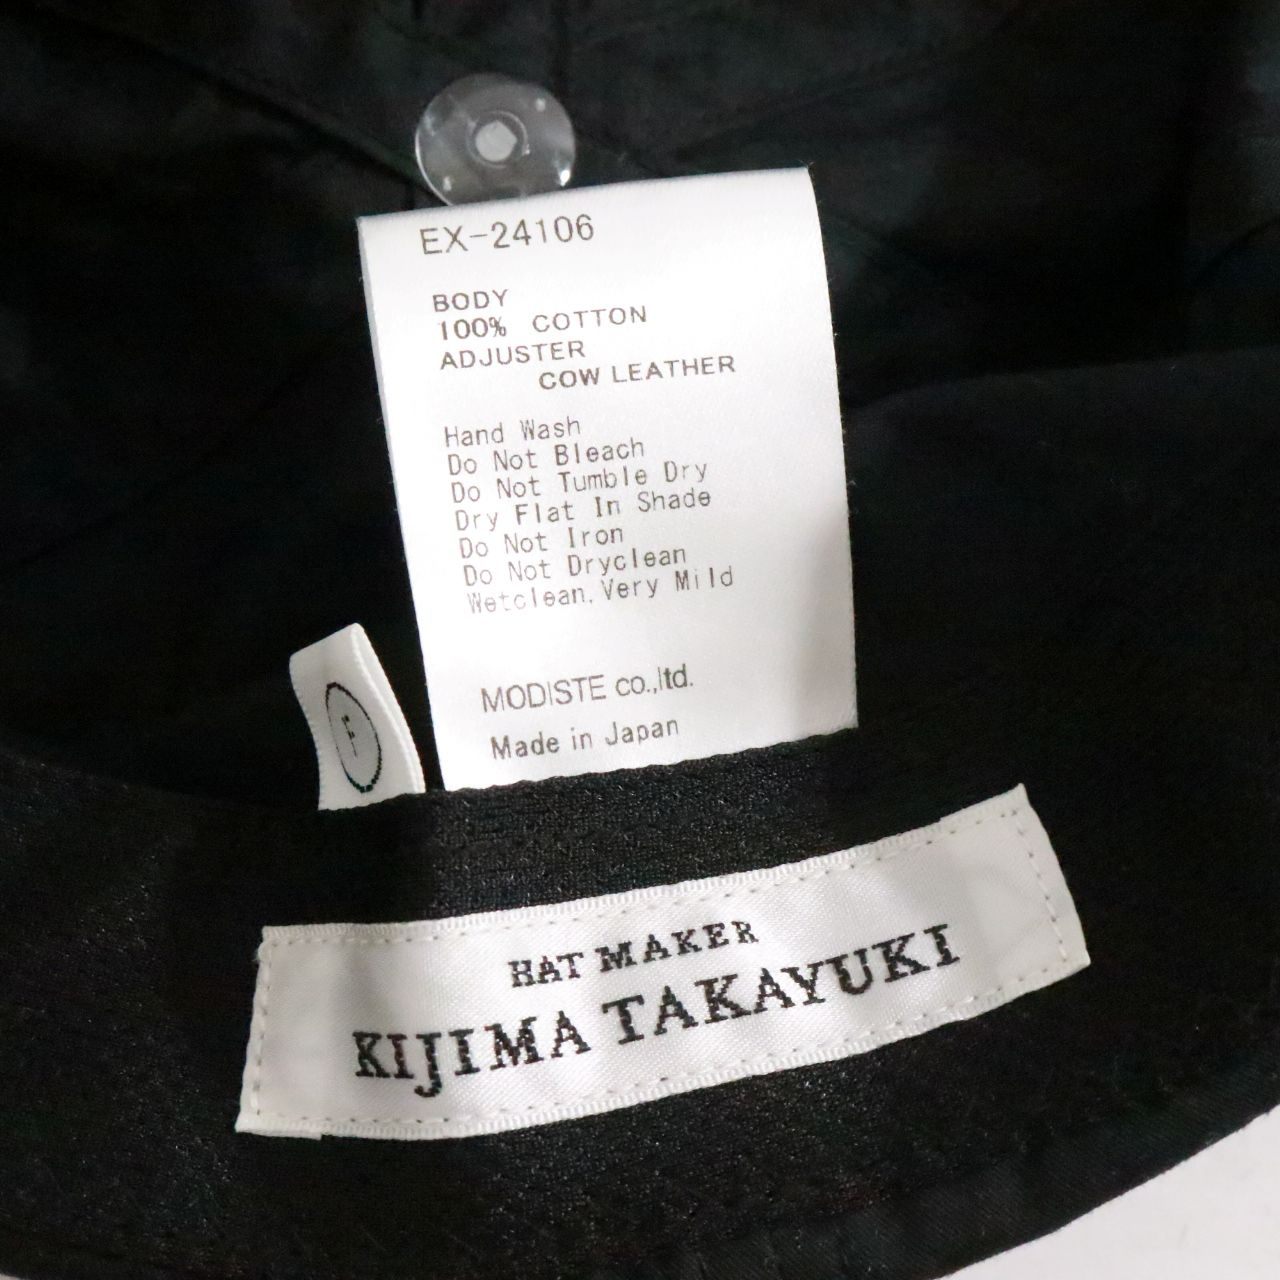 EX-24106
BODY
100% COTTON
ADJUSTER
COW LEATHER
Hand Wash
Do Not Bleach
Do Not Tumble Dry
Dry Flat In Shade
Do Not Iron
Do Not Dryclean
Wetclean,Very Mild
MODISTE co.,ltd.
Made in Japan
F
HAT MAKER
KIJIMA TAKAYUKI